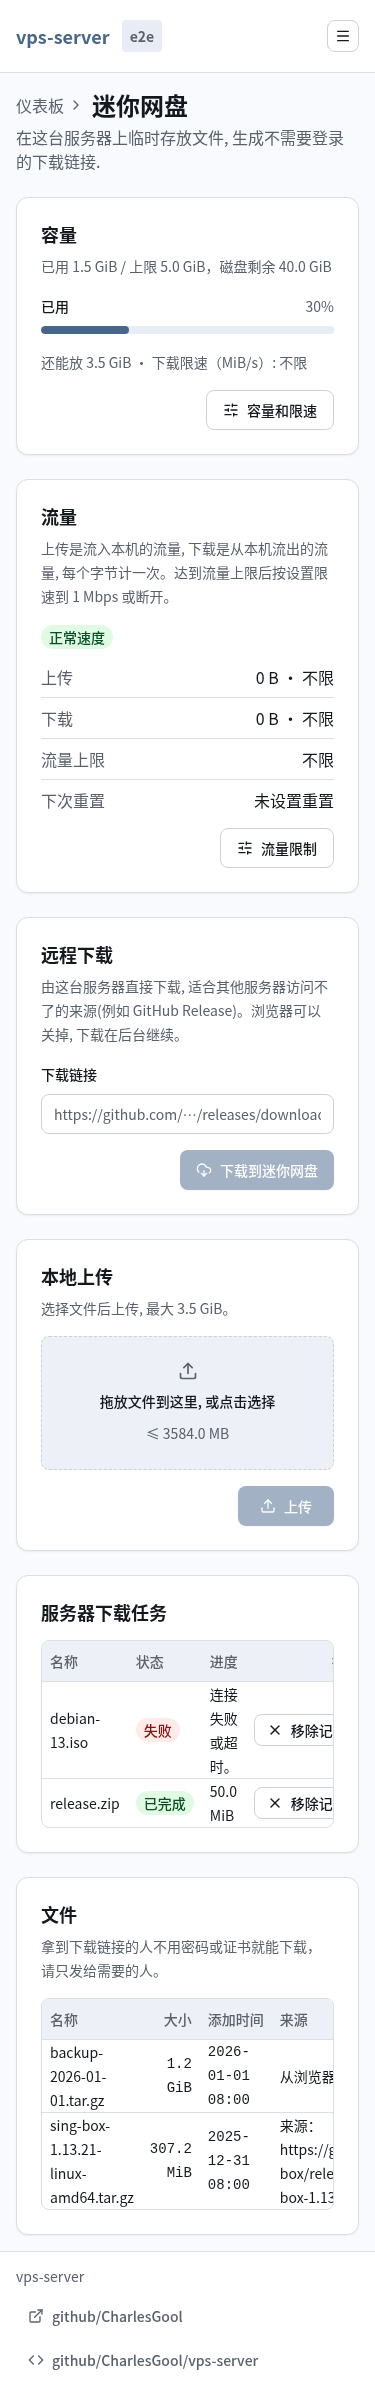 vps-server e2e
仪表板 > 迷你网盘
在这台服务器上临时存放文件, 生成不需要登录
的下载链接.
容量
已用 1.5 GiB / 上限 5.0 GiB，磁盘剩余 40.0 GiB
已用 30%
还能放 3.5 GiB · 下载限速（MiB/s）: 不限
容量和限速
流量
上传是流入本机的流量, 下载是从本机流出的流
量, 每个字节计一次。达到流量上限后按设置限
速到 1 Mbps 或断开。
正常速度
上传 0 B · 不限
下载 0 B · 不限
流量上限 不限
下次重置 未设置重置
流量限制
远程下载
由这台服务器直接下载, 适合其他服务器访问不
了的来源(例如 GitHub Release)。浏览器可以
关掉, 下载在后台继续。
下载链接
https://github.com/…/releases/download
下载到迷你网盘
本地上传
选择文件后上传, 最大 3.5 GiB。
拖放文件到这里, 或点击选择
≤ 3584.0 MB
上传
服务器下载任务
名称 状态 进度
debian-
13.iso
失败
连接
失败
或超
时。
移除记
release.zip 已完成
50.0
MiB
移除记
文件
拿到下载链接的人不用密码或证书就能下载，
请只发给需要的人。
名称 大小 添加时间 来源
backup-
2026-01-
01.tar.gz
1.2
GiB
2026-
01-01
08:00
从浏览器
sing-box-
1.13.21-
linux-
amd64.tar.gz
307.2
MiB
2025-
12-31
08:00
来源：
https://g
box/rele
box-1.13
vps-server
github/CharlesGool
github/CharlesGool/vps-server